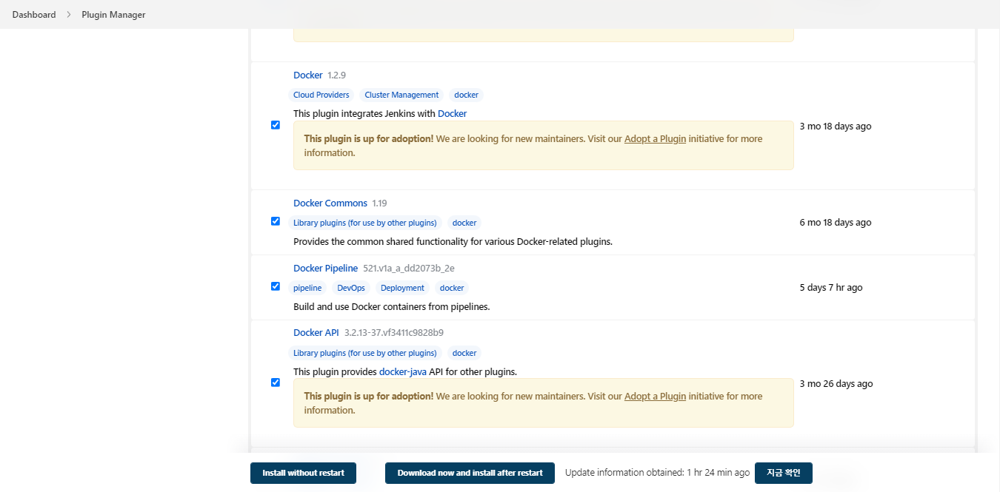 Dashboard > Plugin Manager
Docker 1.2.9
Cloud Providers Cluster Management docker
This plugin integrates Jenkins with Docker
This plugin is up for adoption! We are looking for new maintainers. Visit our Adopt a Plugin initiative for more
information.
3 mo 18 days ago
Docker Commons 1.19
Library plugins (for use by other plugins) docker
Provides the common shared functionality for various Docker-related plugins.
6 mo 18 days ago
Docker Pipeline 521.v1a_a_dd2073b_2e
pipeline DevOps Deployment docker
Build and use Docker containers from pipelines.
5 days 7 hr ago
Docker API 3.2.13-37.vf3411c9828b9
Library plugins (for use by other plugins) docker
This plugin provides docker-java API for other plugins.
This plugin is up for adoption! We are looking for new maintainers. Visit our Adopt a Plugin initiative for more
information.
3 mo 26 days ago
Install without restart Download now and install after restart Update information obtained: 1 hr 24 min ago 지금 확인